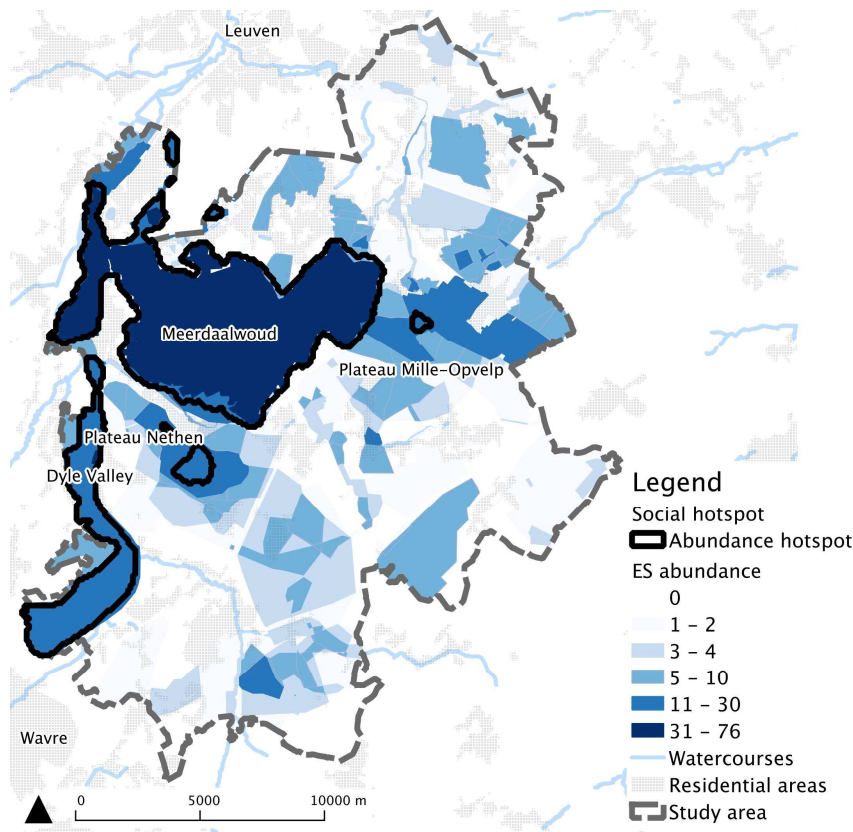 Leuven
Meerdaalwoud
Plateau Mille-Opvelp
Plateau Nethen
Dyle Valley
Wavre
0 5000 10000 m
Legend
Social hotspot
Abundance hotspot
ES abundance
0
1 – 2
3 – 4
5 – 10
11 – 30
31 – 76
Watercourses
Residential areas
Study area